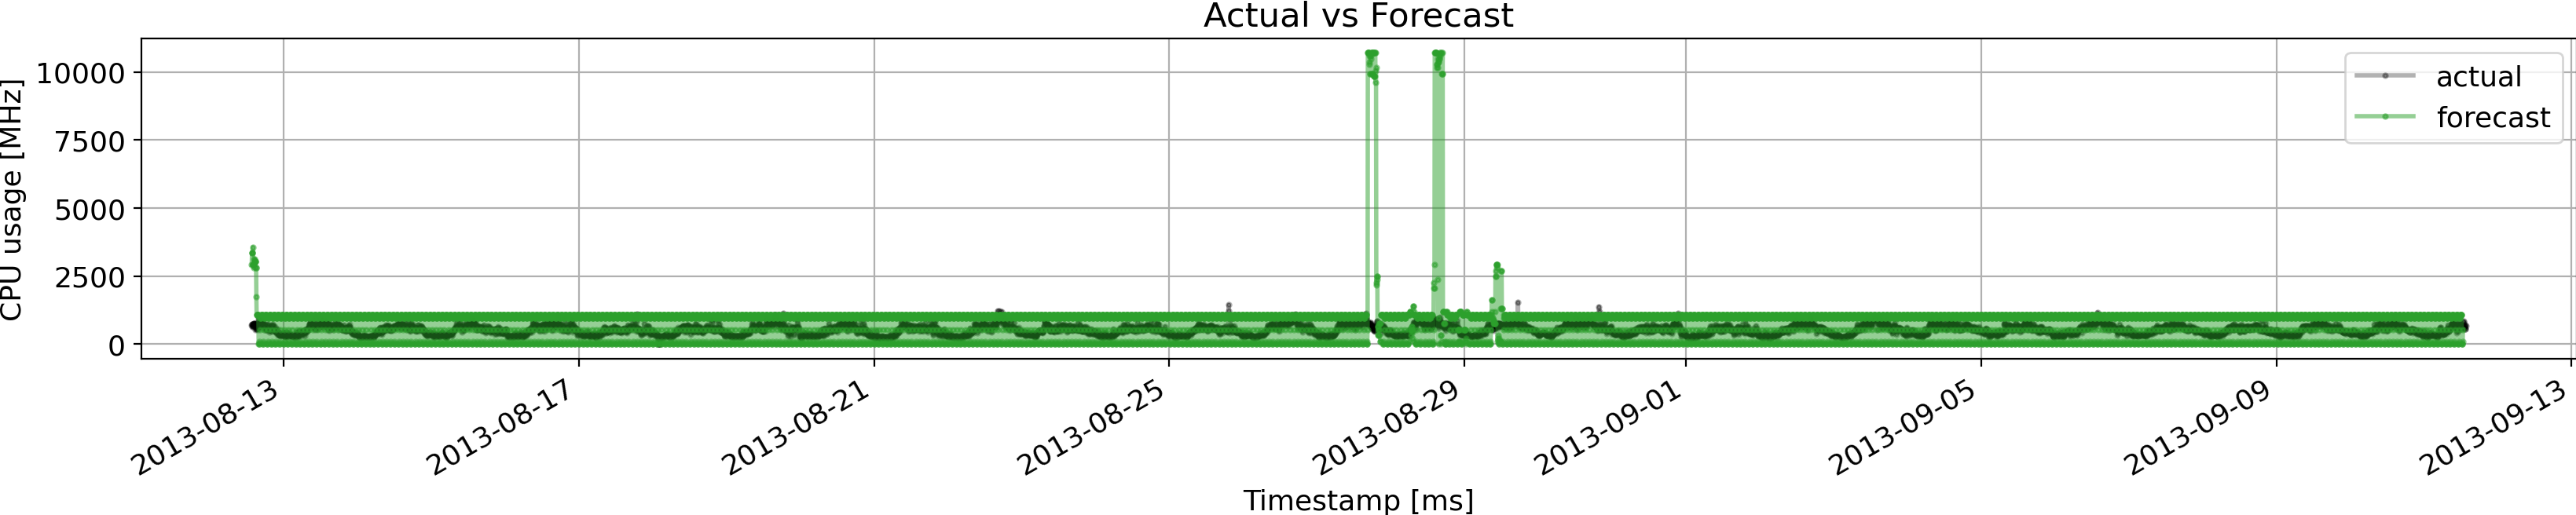 Actual vs Forecast
CPU usage [MHz]
10000
7500
5000
2500
0
actual
forecast
2013-08-13
2013-08-17
2013-08-21
2013-08-25
2013-08-29
2013-09-01
2013-09-05
2013-09-09
2013-09-13
Timestamp [ms]